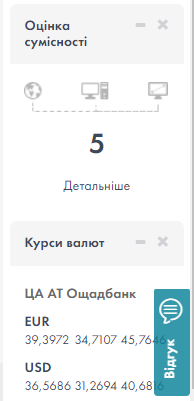 Оцінка
сумісності
5
Детальніше
Курси валют
ЦА АТ Ощадбанк
EUR
39,3972 34,7107 45,7646
USD
36,5686 31,2694 40,6816
Відгук